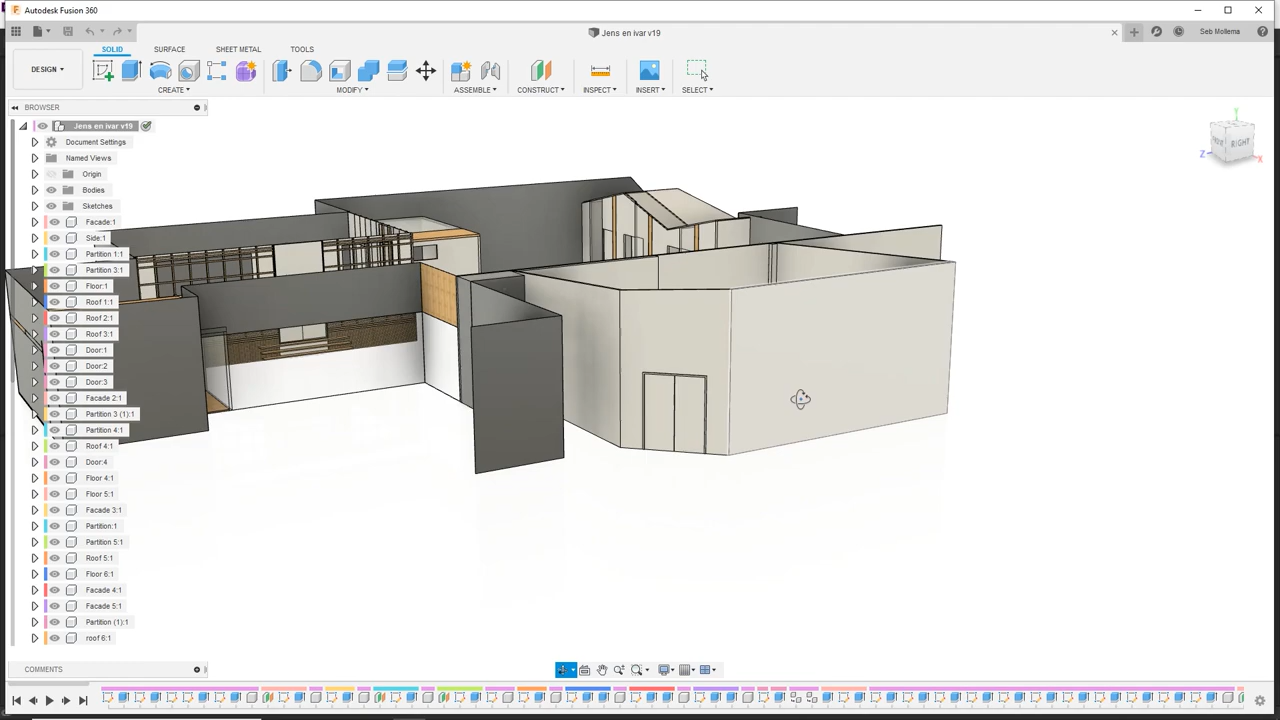 Autodesk Fusion 360
Jens en ivar v19
Seb Mollema
SOLID SURFACE SHEET METAL TOOLS
DESIGN
CREATE MODIFY ASSEMBLE CONSTRUCT INSPECT INSERT SELECT
BROWSER
Y
RIGHT
Z
X
Jens en ivar v19
Document Settings
Named Views
Origin
Bodies
Sketches
Facade:1
Side:1
Partition 1:1
Partition 3:1
Floor:1
Roof 1:1
Roof 2:1
Roof 3:1
Door:1
Door:2
Door:3
Facade 2:1
Partition 3 (1):1
Partition 4:1
Roof 4:1
Door:4
Floor 4:1
Floor 5:1
Facade 3:1
Partition:1
Partition 5:1
Roof 5:1
Floor 6:1
Facade 4:1
Facade 5:1
Partition (1):1
roof 6:1
COMMENTS